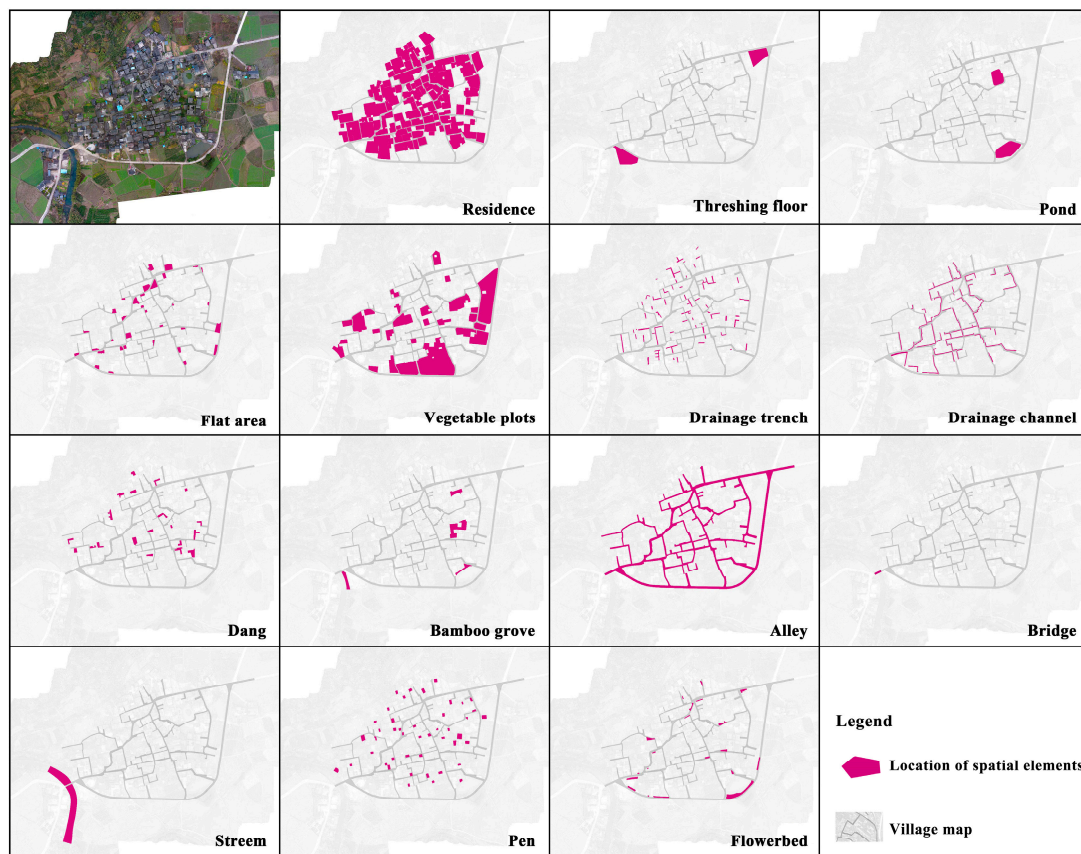 Residence
Threshing floor
Pond
Flat area
Vegetable plots
Drainage trench
Drainage channel
Dang
Bamboo grove
Alley
Bridge
Streem
Pen
Flowerbed
Legend
Location of spatial elements
Village map